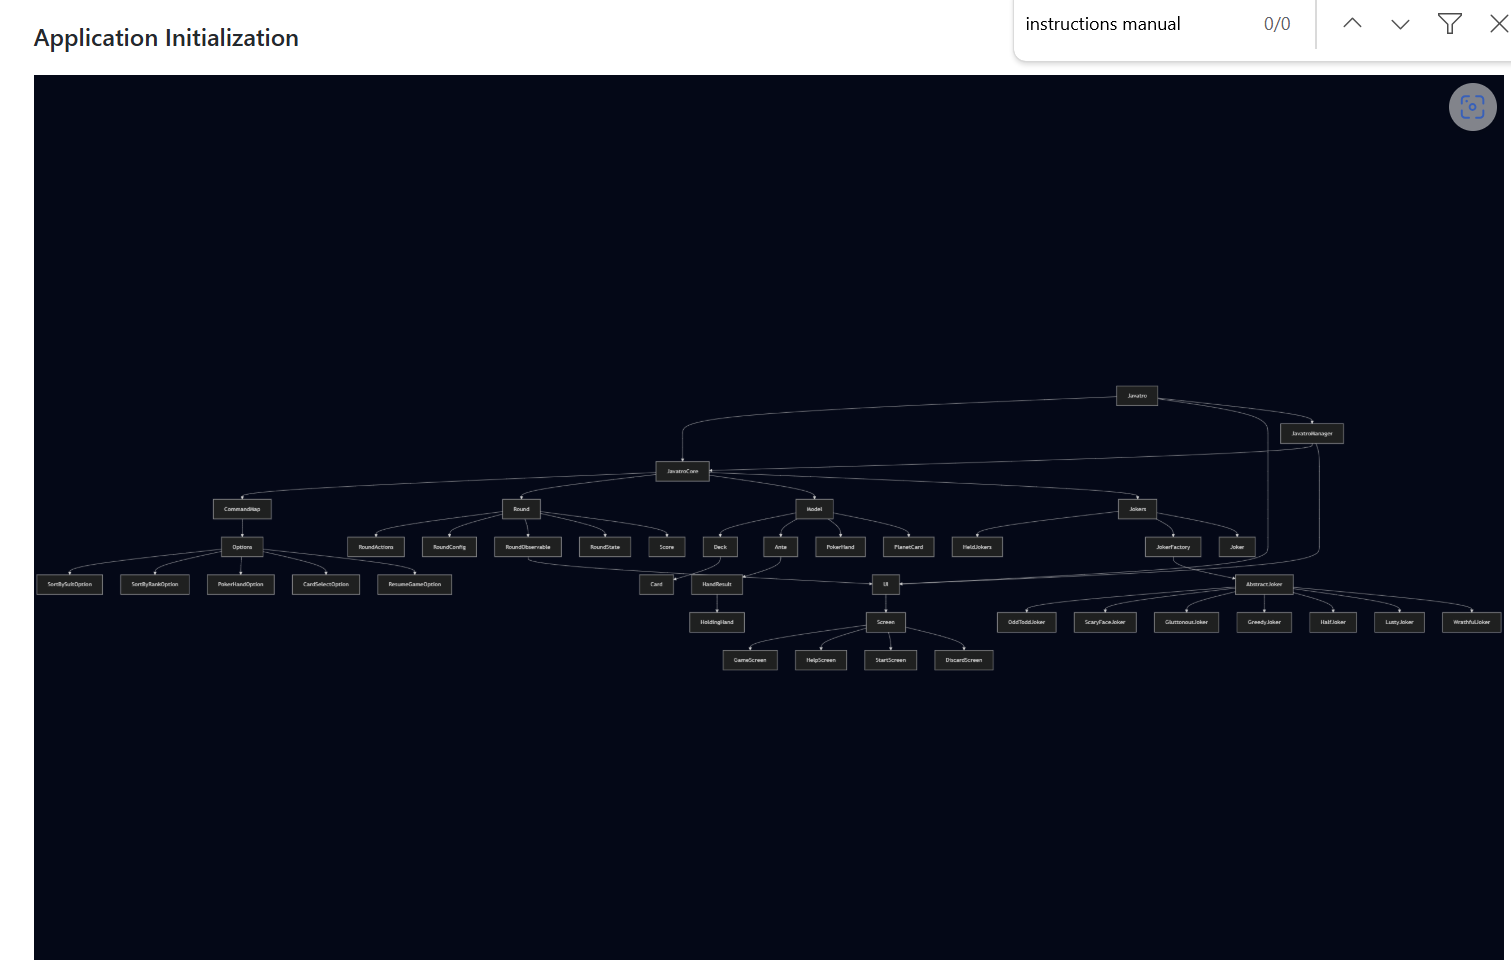 instructions manual
0/0
Application Initialization
Javatro
JavatroManager
JavatroCore
CommandMap
Round
Model
Jokers
Options
RoundActions
RoundConfig
RoundObservable
RoundState
Score
Deck
Ante
PokerHand
PlanetCard
HeldJokers
JokerFactory
Joker
SortBySuitOption
SortByRankOption
PokerHandOption
CardSelectOption
ResumeGameOption
Card
HandResult
UI
AbstractJoker
HoldingHand
Screen
OddToddJoker
ScaryFaceJoker
GluttonousJoker
GreedyJoker
HalfJoker
LustyJoker
WrathfulJoker
GameScreen
HelpScreen
StartScreen
DiscardScreen